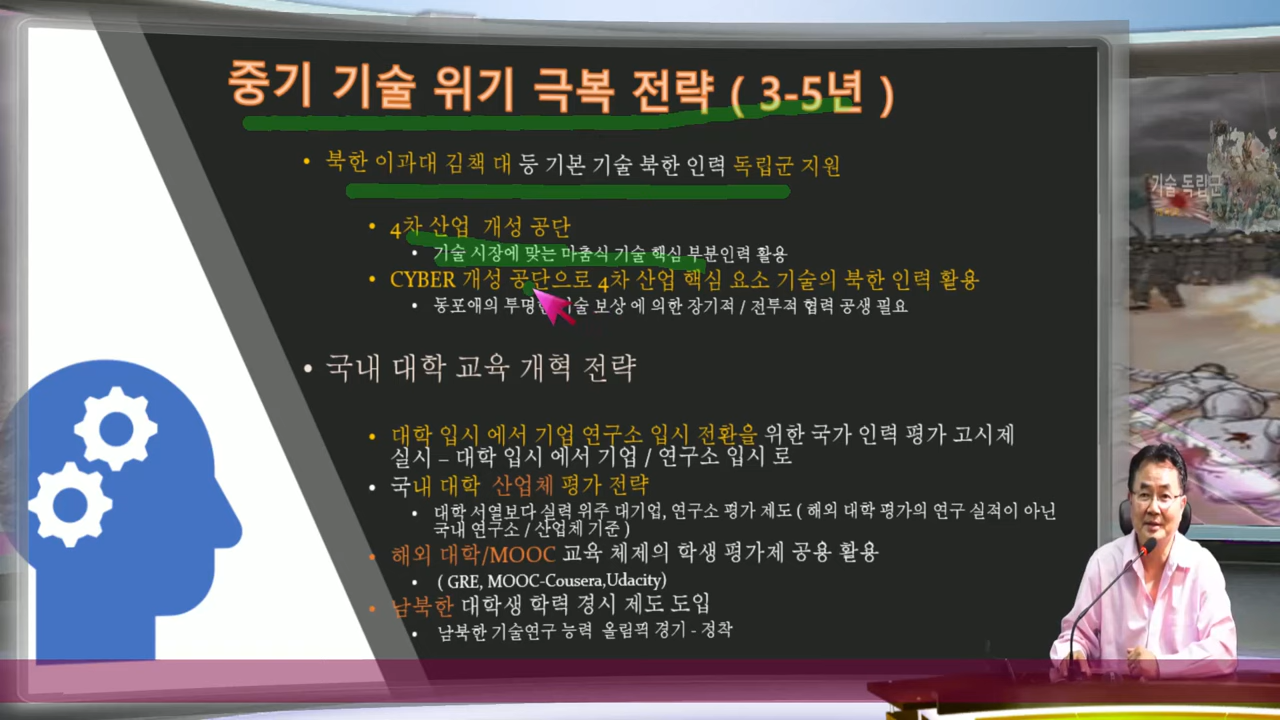 중기 기술 위기 극복 전략 ( 3-5년 )
기술 독립군
• 북한 이과대 김책 대 등 기본 기술 북한 인력 독립군 지원
• 4차 산업 개성 공단
• 기술 시장에 맞는 마춤식 기술 핵심 부분인력 활용
• CYBER 개성 공단으로 4차 산업 핵심 요소 기술의 북한 인력 활용
• 동포애의 투명한 기술 보상 에 의한 장기적 / 전투적 협력 공생 필요
• 국내 대학 교육 개혁 전략
• 대학 입시 에서 기업 연구소 입시 전환을 위한 국가 인력 평가 고시제
실시 – 대학 입시 에서 기업 / 연구소 입시 로
• 국내 대학 산업체 평가 전략
• 대학 서열보다 실력 위주 대기업, 연구소 평가 제도 ( 해외 대학 평가의 연구 실적이 아닌
국내 연구소 / 산업체 기준 )
• 해외 대학/MOOC 교육 체제의 학생 평가제 공용 활용
• ( GRE, MOOC-Cousera,Udacity)
• 남북한 대학생 학력 경시 제도 도입
• 남북한 기술연구 능력 올림픽 경기 - 정착